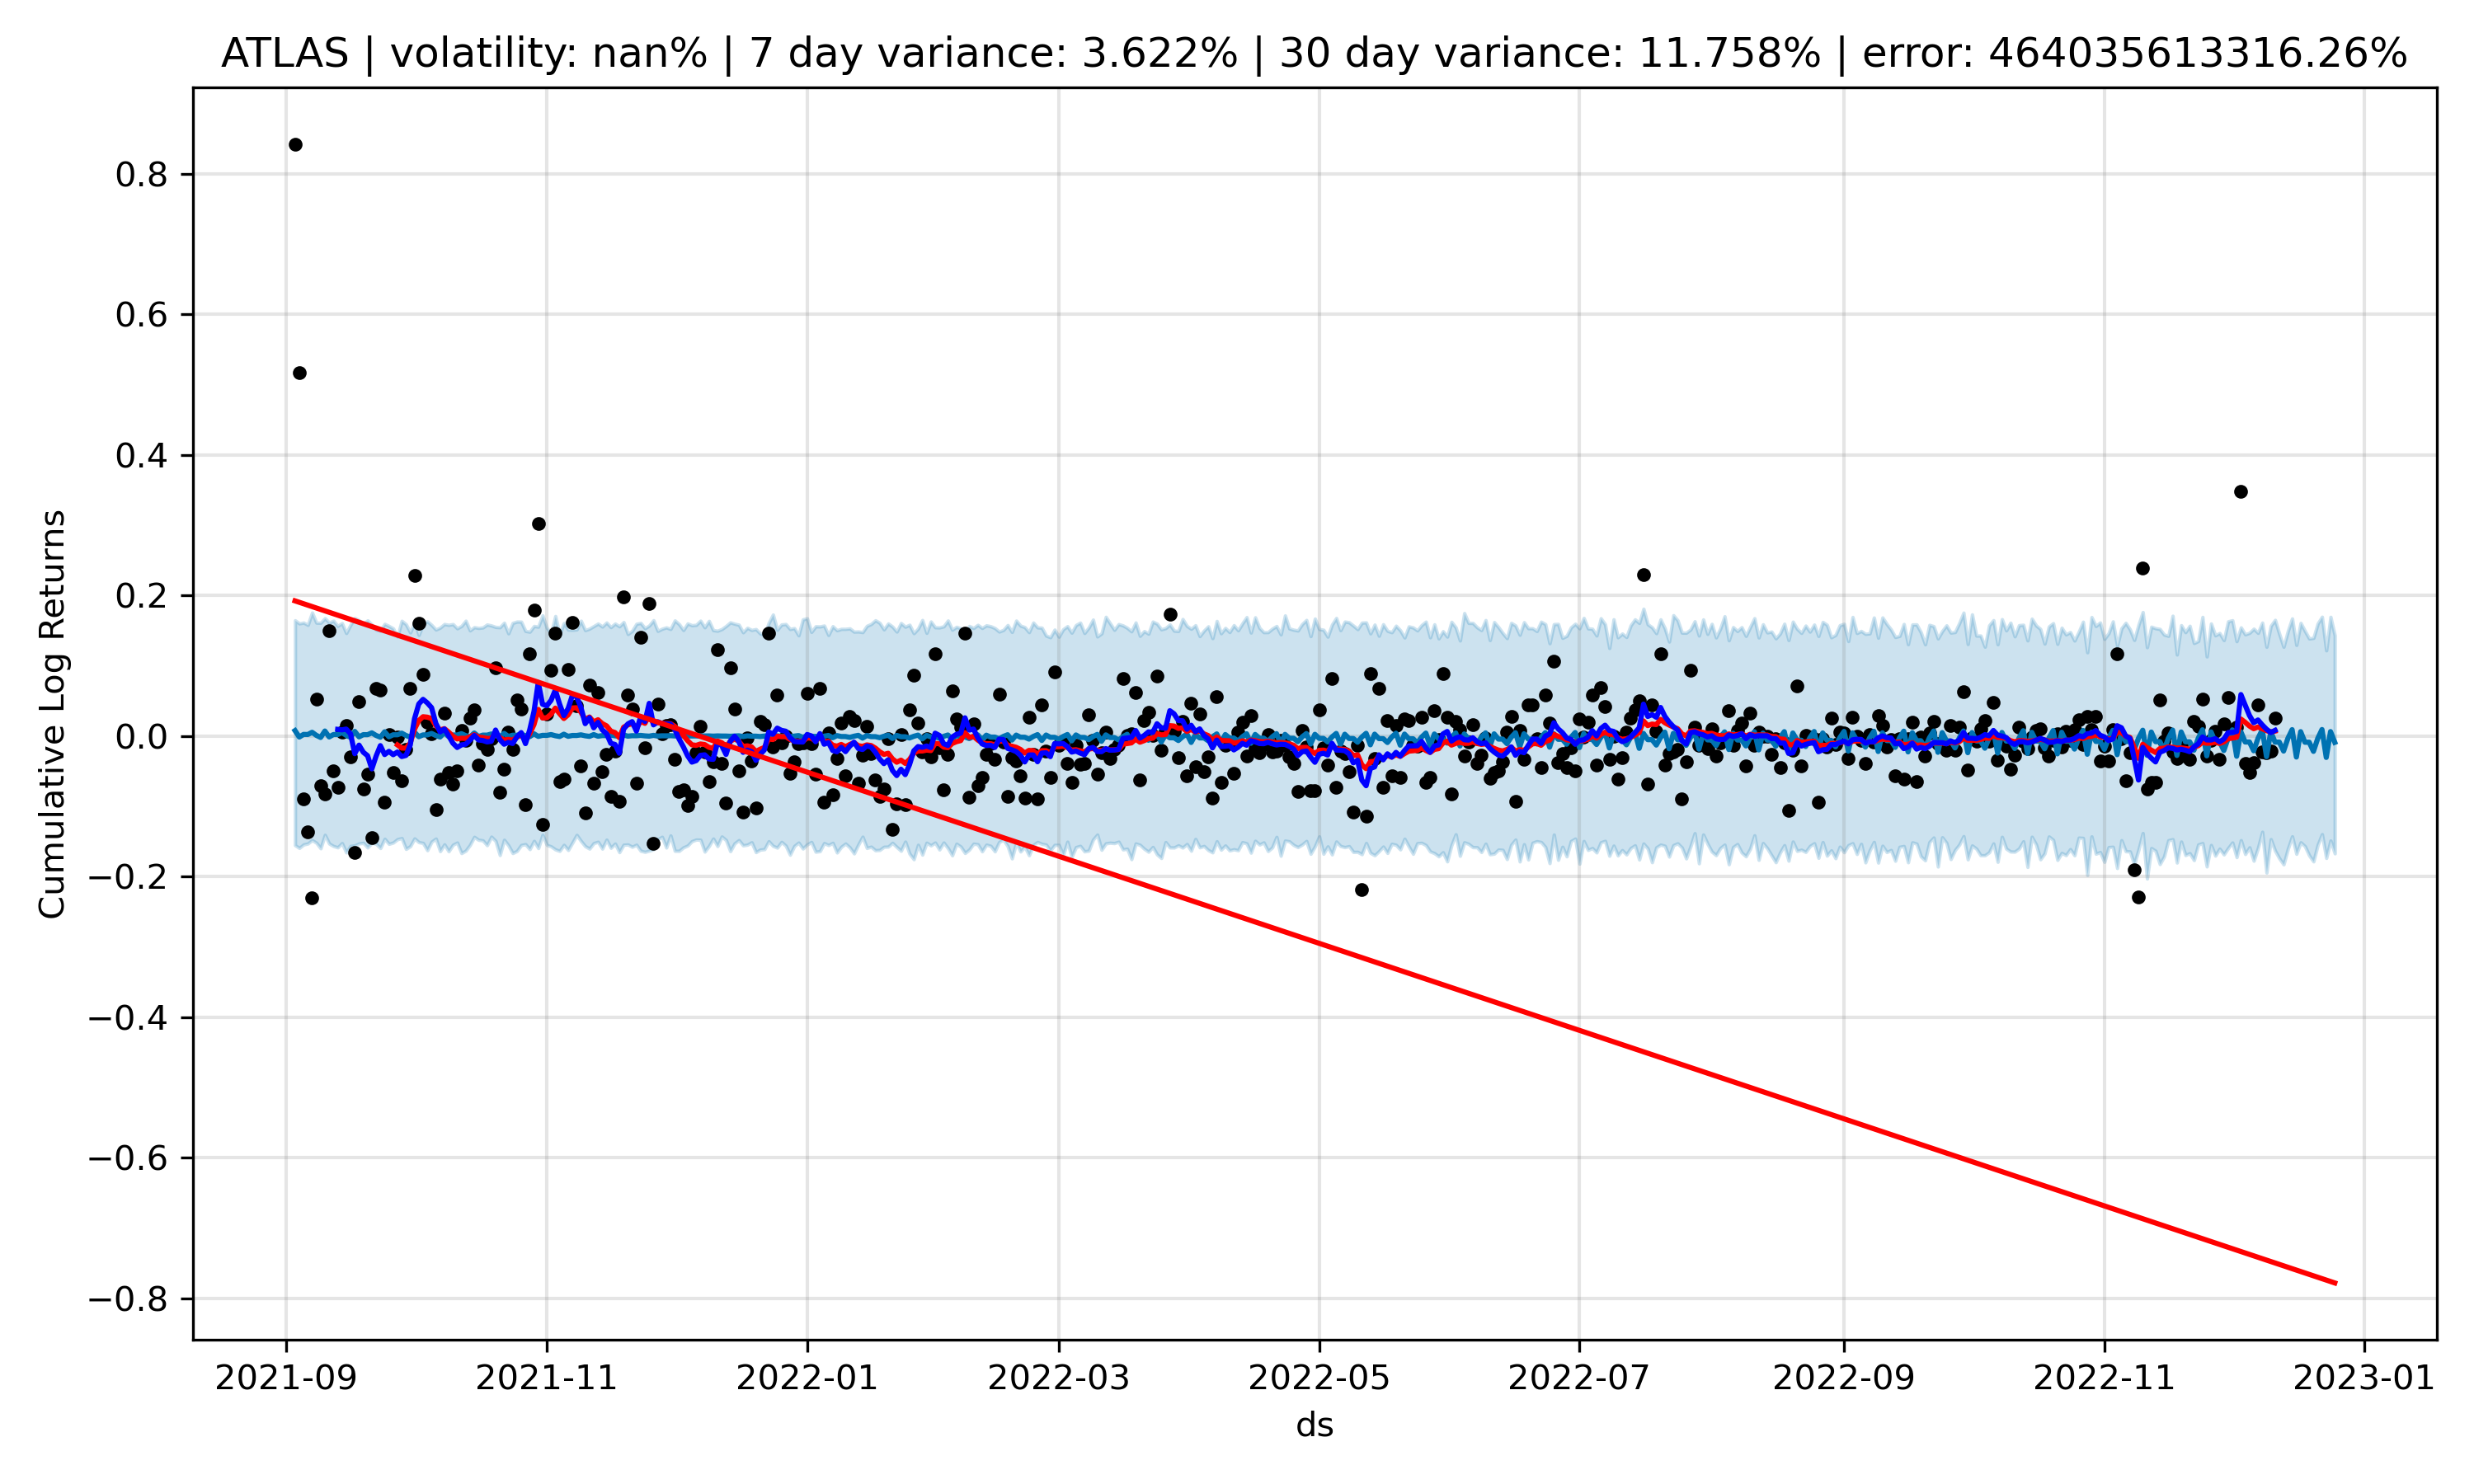 ATLAS | volatility: nan% | 7 day variance: 3.622% | 30 day variance: 11.758% | error: 464035613316.26%
Cumulative Log Returns
0.8
0.6
0.4
0.2
0.0
−0.2
−0.4
−0.6
−0.8
2021-09 2021-11 2022-01 2022-03 2022-05 2022-07 2022-09 2022-11 2023-01
ds